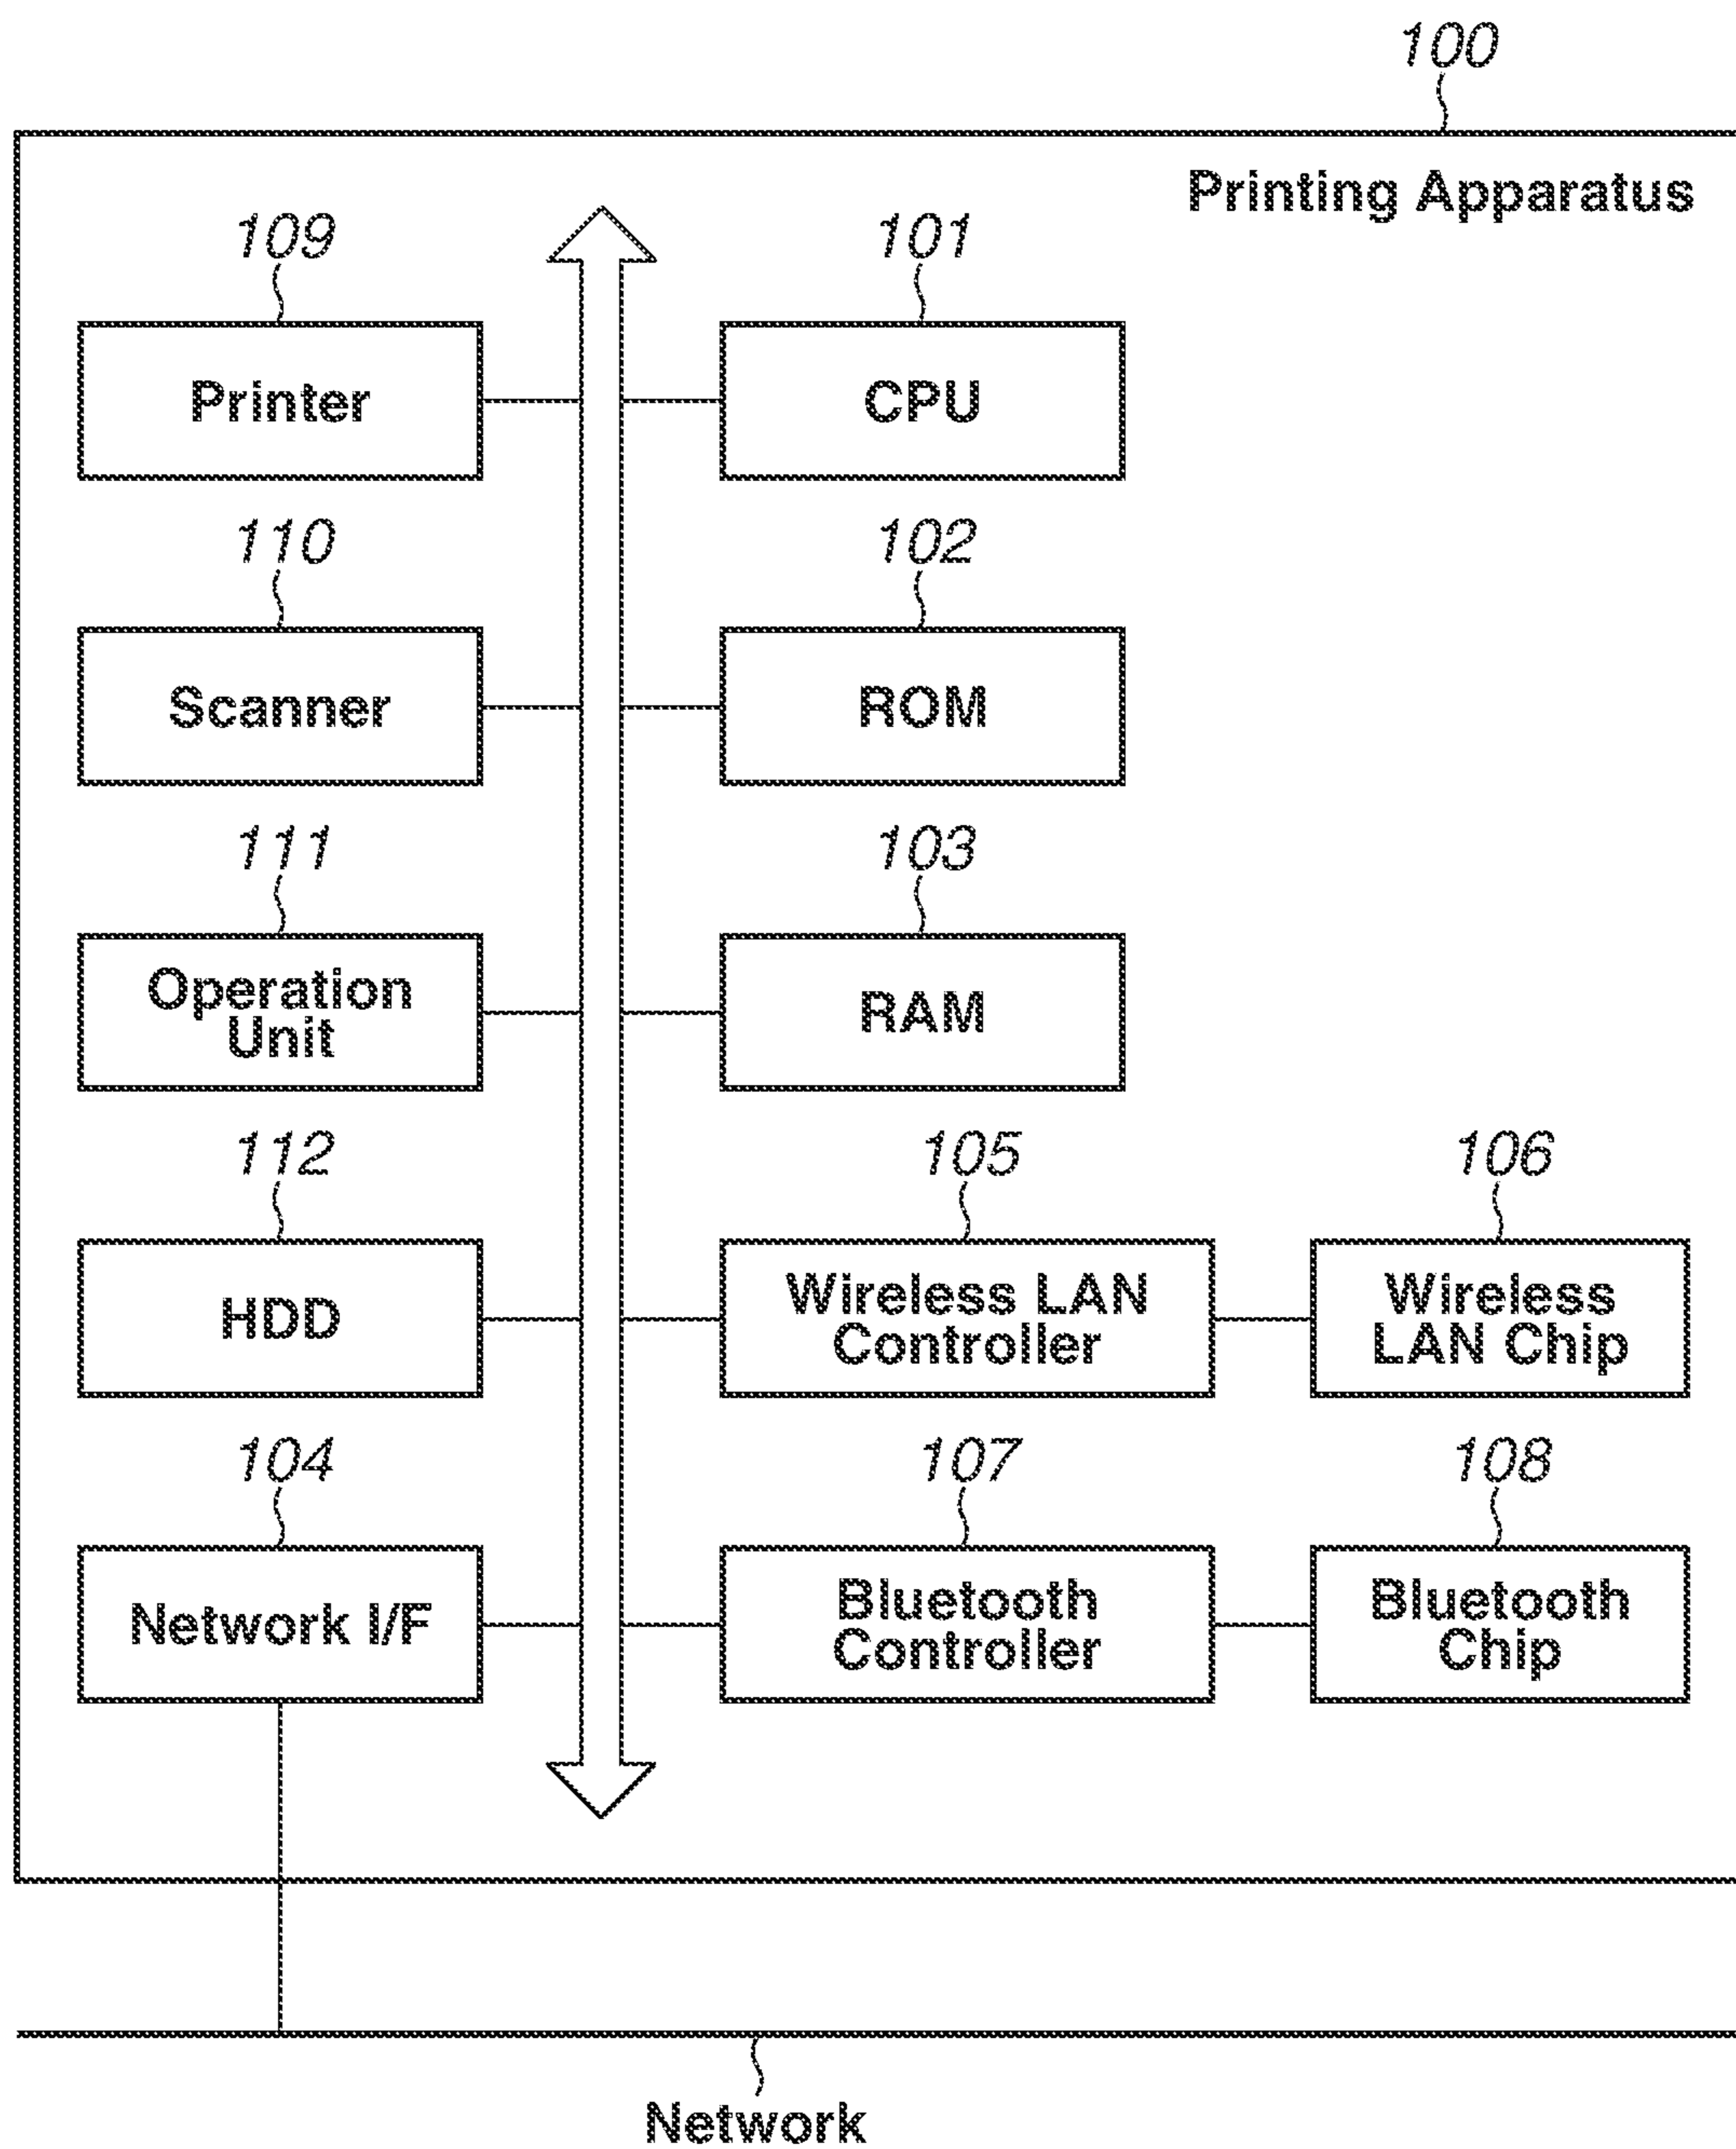 100
Printing Apparatus
109
101
Printer
CPU
110
102
Scanner
ROM
111
103
Operation
Unit
RAM
112
105
106
HDD
Wireless LAN
Controller
Wireless
LAN Chip
104
107
108
Network I/F
Bluetooth
Controller
Bluetooth
Chip
Network